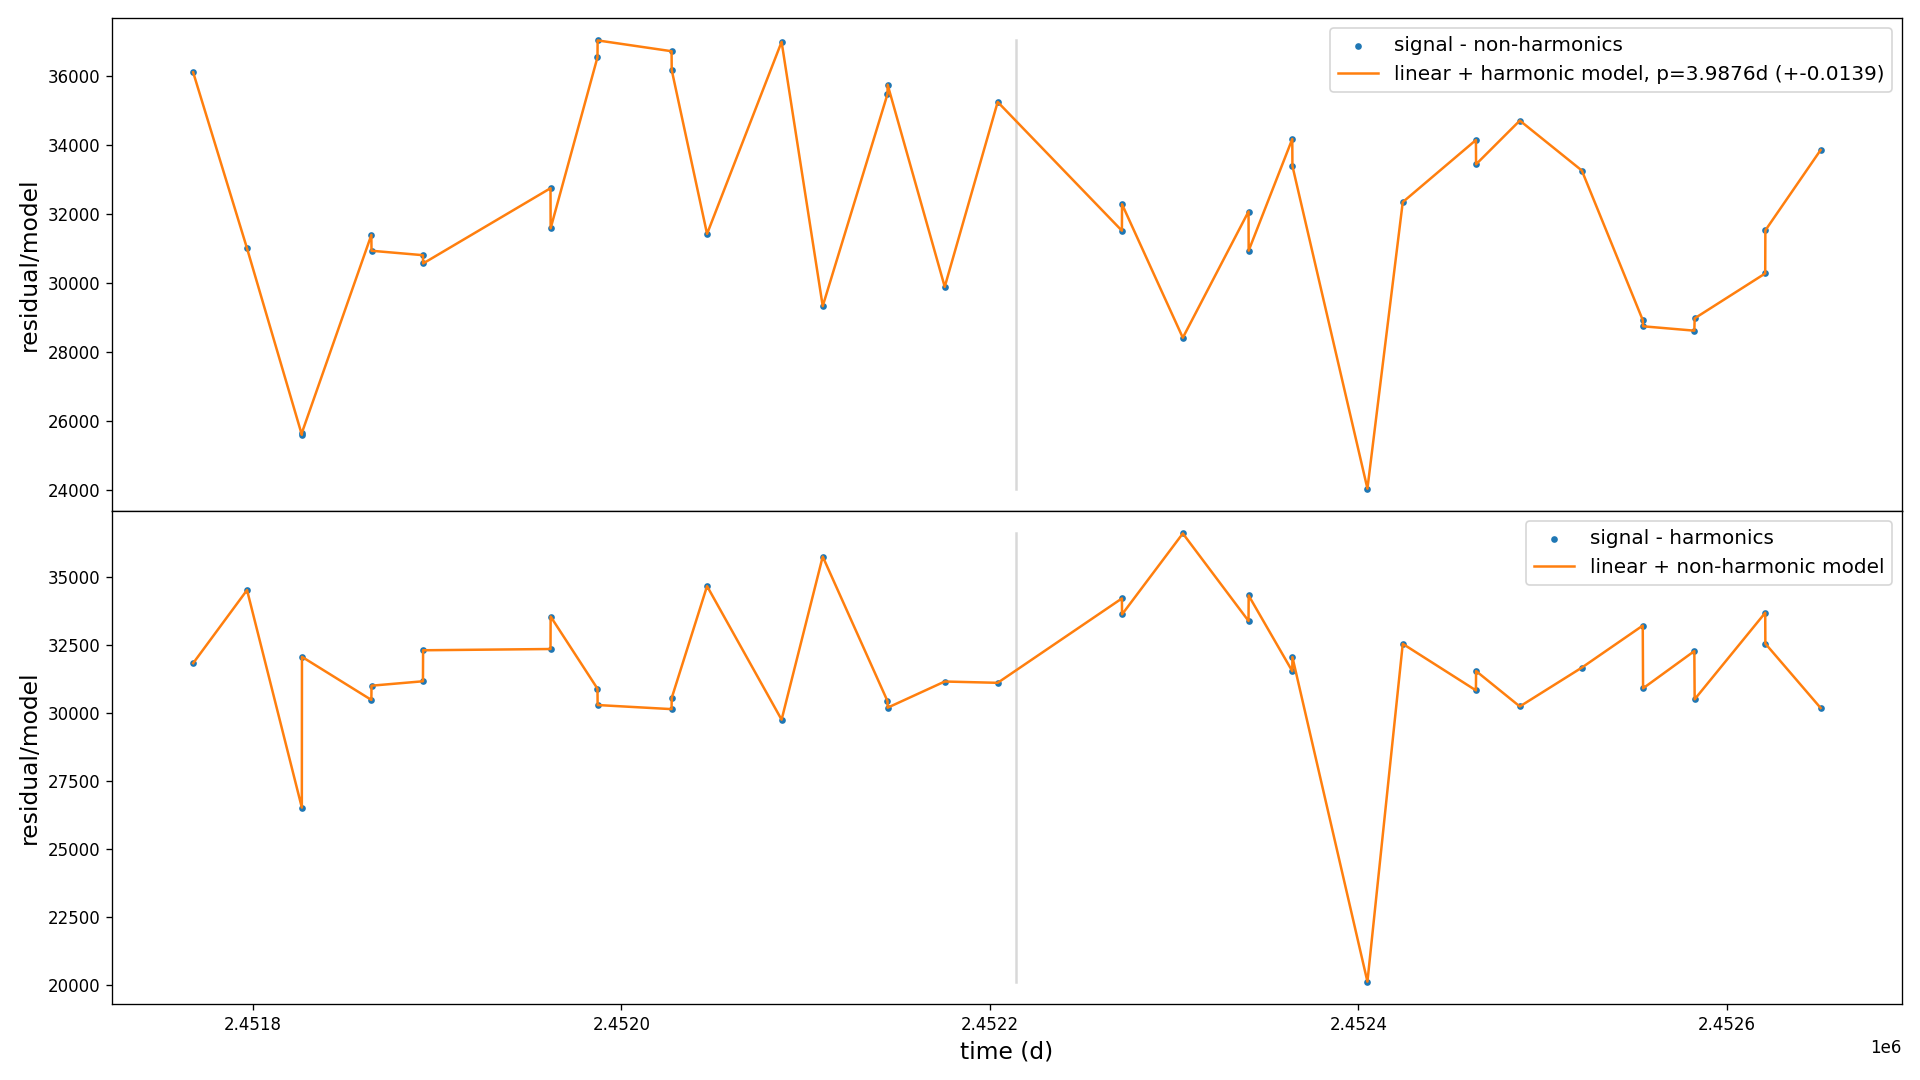 signal - non-harmonics
linear + harmonic model, p=3.9876d (+-0.0139)
36000
34000
32000
30000
28000
26000
24000
residual/model
signal - harmonics
linear + non-harmonic model
35000
32500
30000
27500
25000
22500
20000
residual/model
2.4518 2.4520 2.4522 2.4524 2.4526
1e6
time (d)